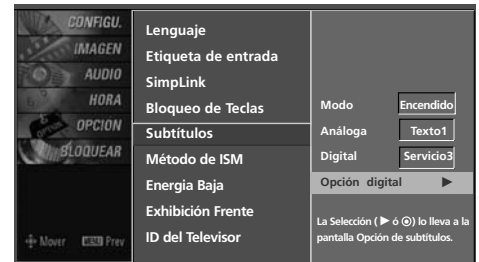 CONFIGU.
IMAGEN
AUDIO
HORA
OPCION
BLOQUEAR
Mover MENU Prev
Lenguaje
Etiqueta de entrada
SimpLink
Bloqueo de Teclas
Subtítulos
Método de ISM
Energia Baja
Exhibición Frente
ID del Televisor
Modo Encendido
Análoga Texto1
Digital Servicio3
Opción digital ▶
La Selección ( ▶ ó ◉) lo lleva a la
pantalla Opción de subtítulos.